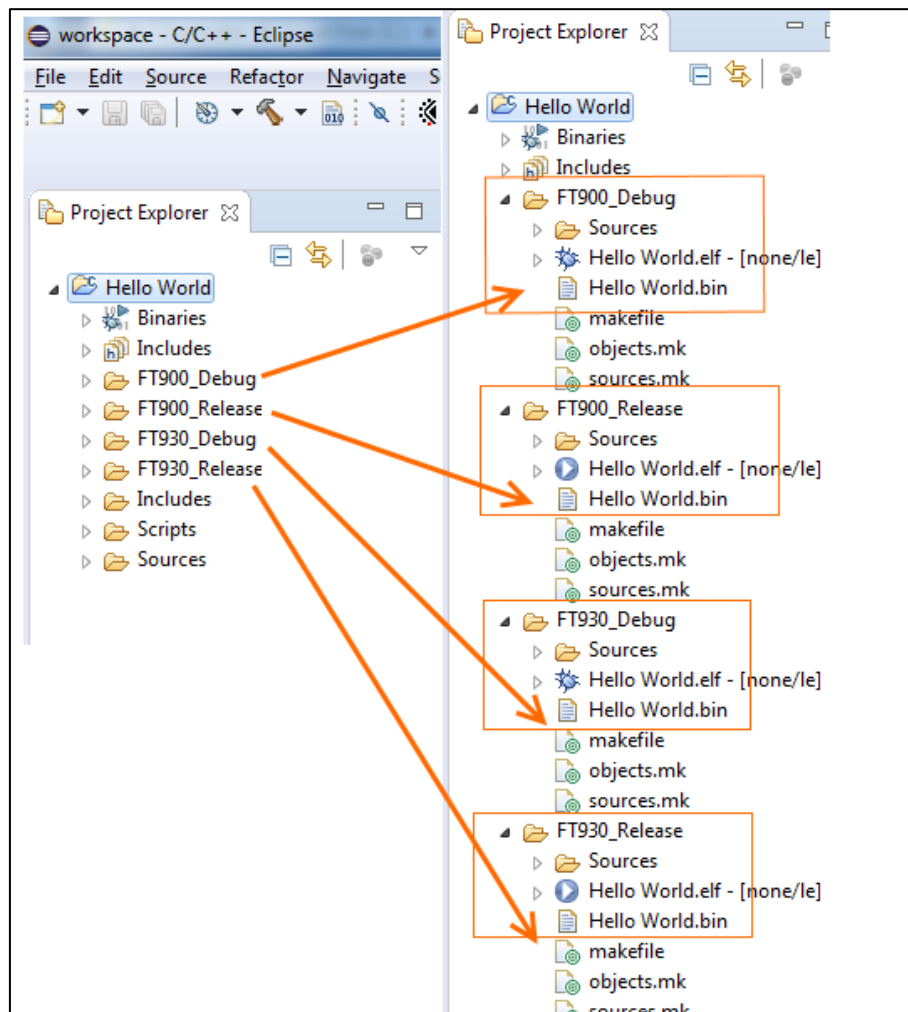 workspace - C/C++ - Eclipse
File Edit Source Refactor Navigate S
010
Project Explorer
Hello World
Binaries
Includes
FT900_Debug
FT900_Release
FT930_Debug
FT930_Release
Includes
Scripts
Sources
Project Explorer
Hello World
Binaries
Includes
FT900_Debug
Sources
Hello World.elf - [none/le]
Hello World.bin
makefile
objects.mk
sources.mk
FT900_Release
Sources
Hello World.elf - [none/le]
Hello World.bin
makefile
objects.mk
sources.mk
FT930_Debug
Sources
Hello World.elf - [none/le]
Hello World.bin
makefile
objects.mk
sources.mk
FT930_Release
Sources
Hello World.elf - [none/le]
Hello World.bin
makefile
objects.mk
sources.mk